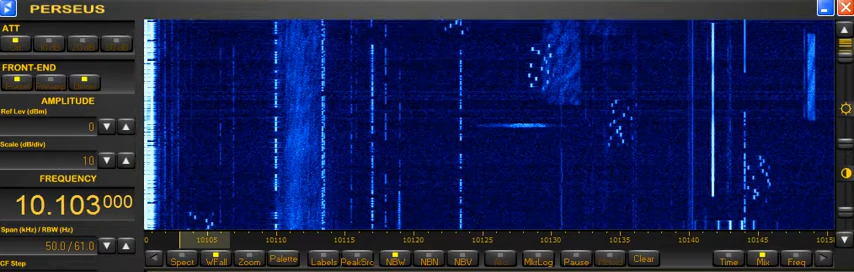 PERSEUS
ATT
FRONT-END
AMPLITUDE
Ref Lev (dBm)
0
Scale (dB/div)
10
FREQUENCY
10.103000
Span (kHz) / RBW (Hz)
50.0 / 61.0
CF Step
0 10105 10110 10115 10120 10125 10130 10135 10140 10145 1015
Spect WFall Zoom Palette Labels PeakSrc NBW NBN NBV MkrLog Pause Clear Time Mix Freq